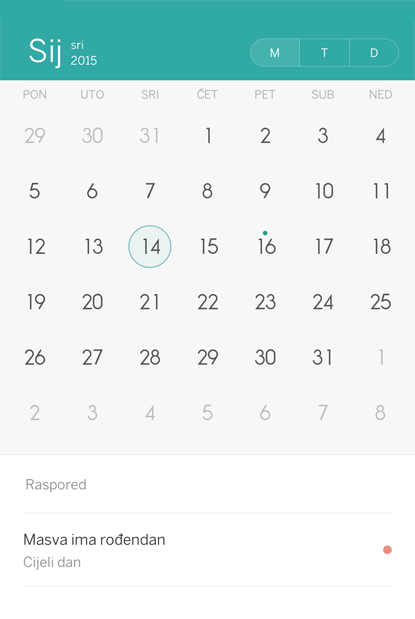 Sij sri
2015
M T D
PON UTO SRI ČET PET SUB NED
29 30 31 1 2 3 4
5 6 7 8 9 10 11
12 13 14 15 16 17 18
19 20 21 22 23 24 25
26 27 28 29 30 31 1
2 3 4 5 6 7 8
Raspored
Masva ima rođendan
Cijeli dan